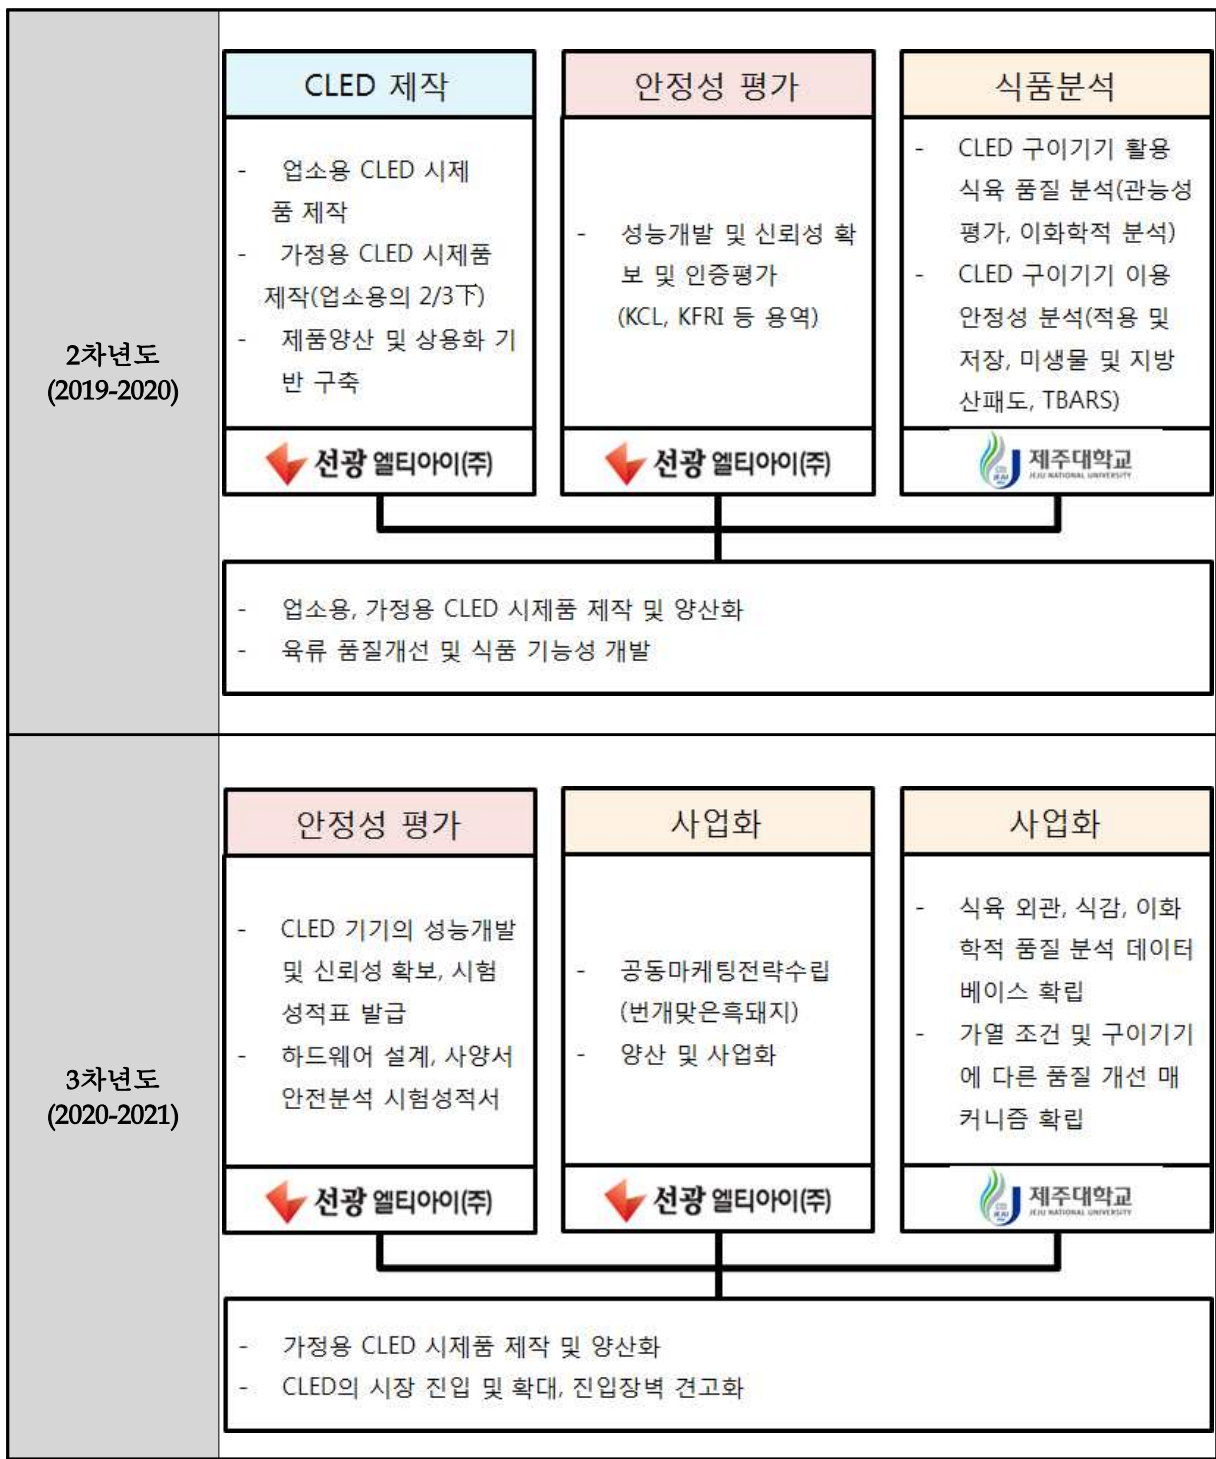 2차년도
(2019-2020)
CLED 제작
- 업소용 CLED 시제
품 제작
- 가정용 CLED 시제품
제작(업소용의 2/3下)
- 제품양산 및 상용화 기
반 구축
선광 엘티아이(주)
안정성 평가
- 성능개발 및 신뢰성 확
보 및 인증평가
(KCL, KFRI 등 용역)
선광 엘티아이(주)
식품분석
- CLED 구이기기 활용
식육 품질 분석(관능성
평가, 이화학적 분석)
- CLED 구이기기 이용
안정성 분석(적용 및
저장, 미생물 및 지방
산패도, TBARS)
제주대학교
JEJU NATIONAL UNIVERSITY
- 업소용, 가정용 CLED 시제품 제작 및 양산화
- 육류 품질개선 및 식품 기능성 개발
3차년도
(2020-2021)
안정성 평가
- CLED 기기의 성능개발
및 신뢰성 확보, 시험
성적표 발급
- 하드웨어 설계, 사양서
안전분석 시험성적서
선광 엘티아이(주)
사업화
- 공동마케팅전략수립
(번개맞은흑돼지)
- 양산 및 사업화
선광 엘티아이(주)
사업화
- 식육 외관, 식감, 이화
학적 품질 분석 데이터
베이스 확립
- 가열 조건 및 구이기기
에 다른 품질 개선 매
커니즘 확립
제주대학교
JEJU NATIONAL UNIVERSITY
- 가정용 CLED 시제품 제작 및 양산화
- CLED의 시장 진입 및 확대, 진입장벽 견고화